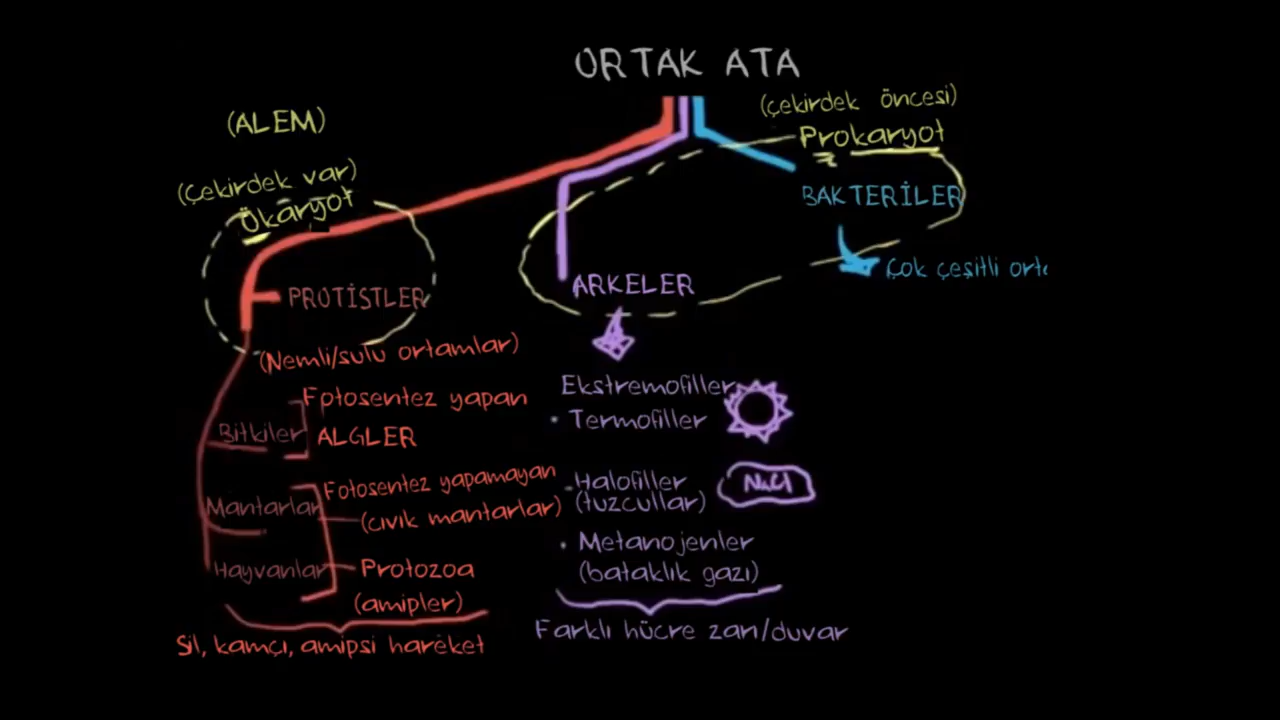 ORTAK ATA
(ALEM)
(Çekirdek var)
Ökaryot
PROTİSTLER
(Nemli/sulu ortamlar)
Bitkiler
Fotosentez yapan
ALGLER
Mantarlar
Fotosentez yapamayan
(cıvık mantarlar)
Hayvanlar
Protozoa
(amipler)
Sil, kamçı, amipsi hareket
ARKELER
Ekstremofiller
· Termofiller
· Halofiller
(tuzcullar)
NaCl
· Metanojenler
(bataklık gazı)
Farklı hücre zarı/duvar
(çekirdek öncesi)
Prokaryot
BAKTERİLER
Çok çeşitli orta